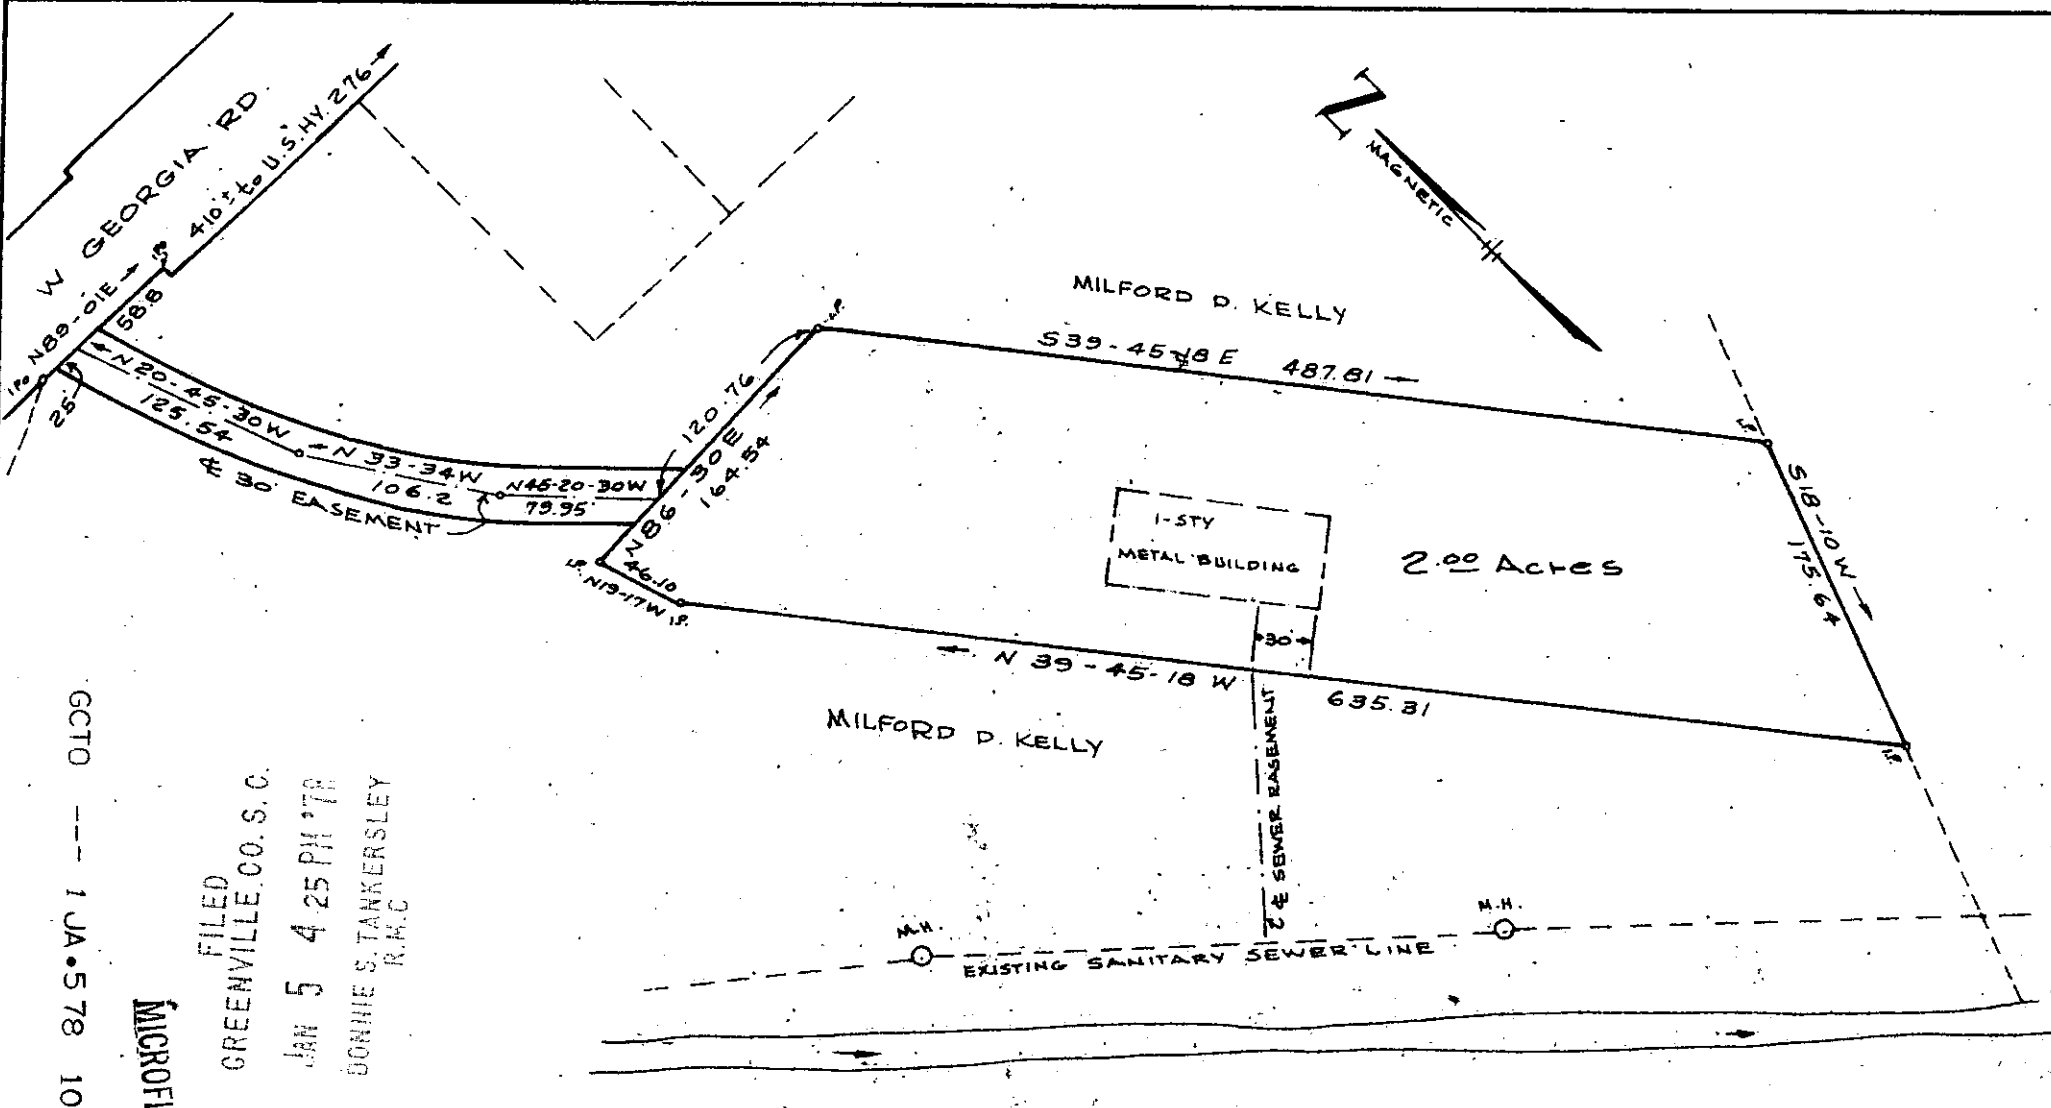 W GEORGIA RD.
410'± to U.S. HY. 276
N89-01E
58.8
I.P.
I.P.O
25'
N 20-45-30W
125.54
N 33-34W
106.2
N45-20-30W
79.95
℄ 30' EASEMENT
120.76
N86-30E
164.54
I.P.
46.10
N19-17W
I.P.
I.P.
MAGNETIC
MILFORD D. KELLY
S39-45-18 E 487.81
I.P.
S18-10W
175.64
1-STY
METAL BUILDING
2.00 Acres
30'
N 39-45-18 W
635.31
I.P.
MILFORD D. KELLY
℄ SEWER RASEMENT
M.H.
M.H.
EXISTING SANITARY SEWER LINE
FILED
GREENVILLE.CO.S.C.
JAN 5 4 25 PM '78
DONNIE S. TANKERSLEY
R.M.C
GCTO --- 1 JA•578 10
MICROFI